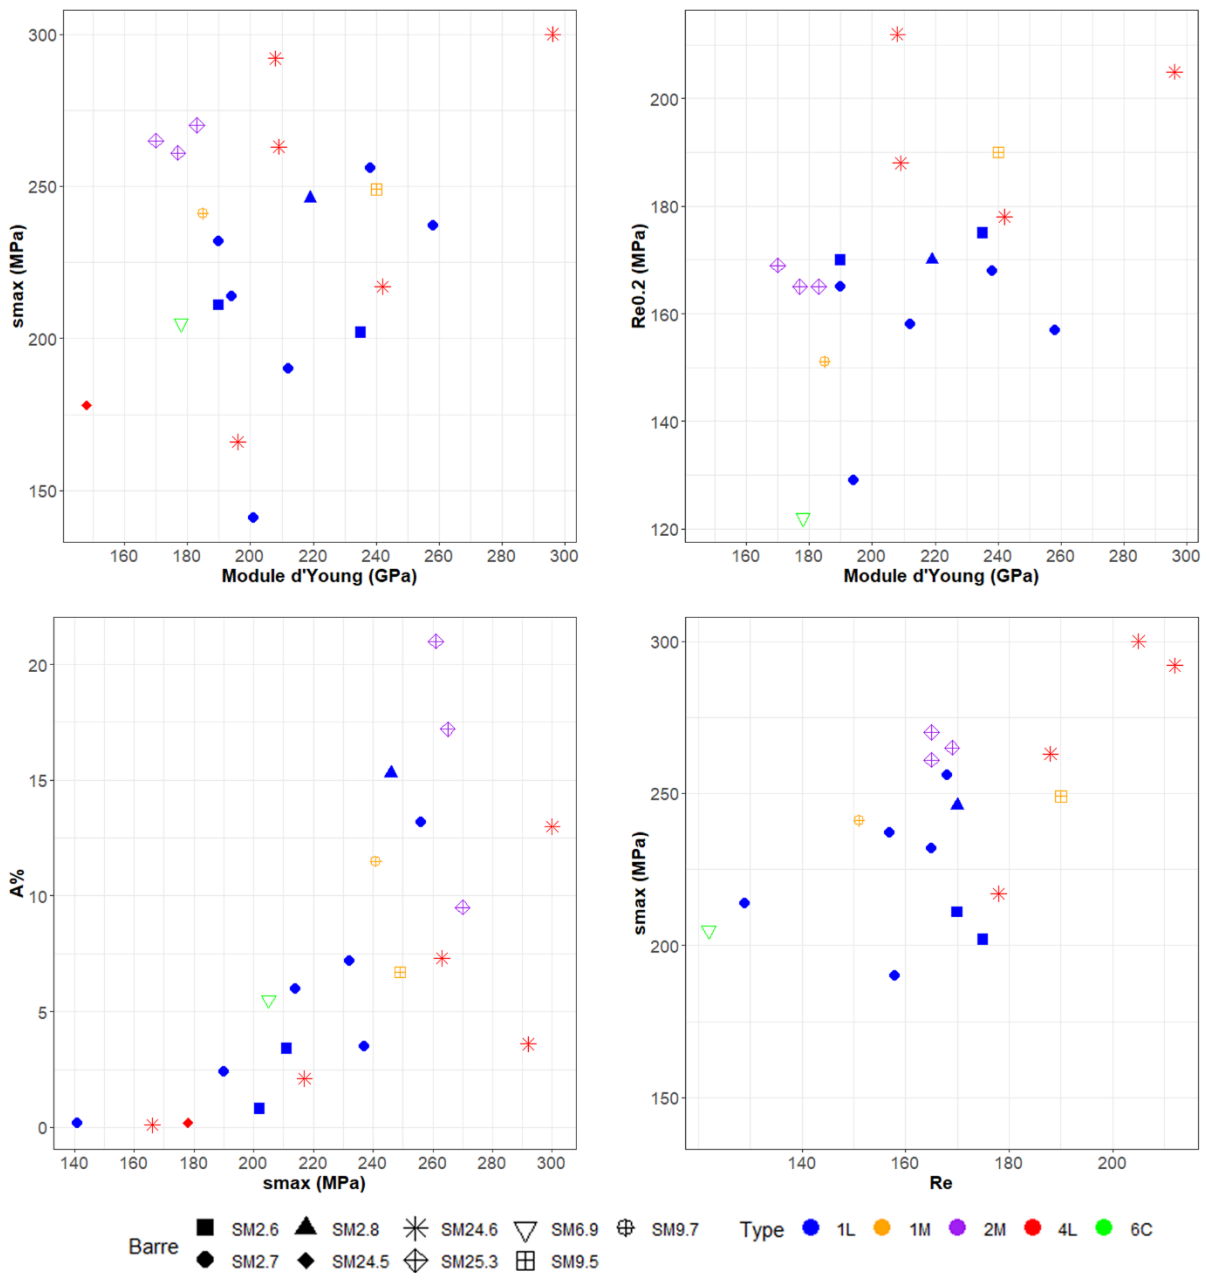 300
250
200
150
smax (MPa)
160 180 200 220 240 260 280 300
Module d'Young (GPa)
200
180
160
140
120
Re0.2 (MPa)
160 180 200 220 240 260 280 300
Module d'Young (GPa)
20
15
10
5
0
A%
140 160 180 200 220 240 260 280 300
smax (MPa)
300
250
200
150
smax (MPa)
140 160 180 200
Re
Barre
SM2.6 SM2.8 SM24.6 SM6.9 SM9.7
SM2.7 SM24.5 SM25.3 SM9.5
Type 1L 1M 2M 4L 6C